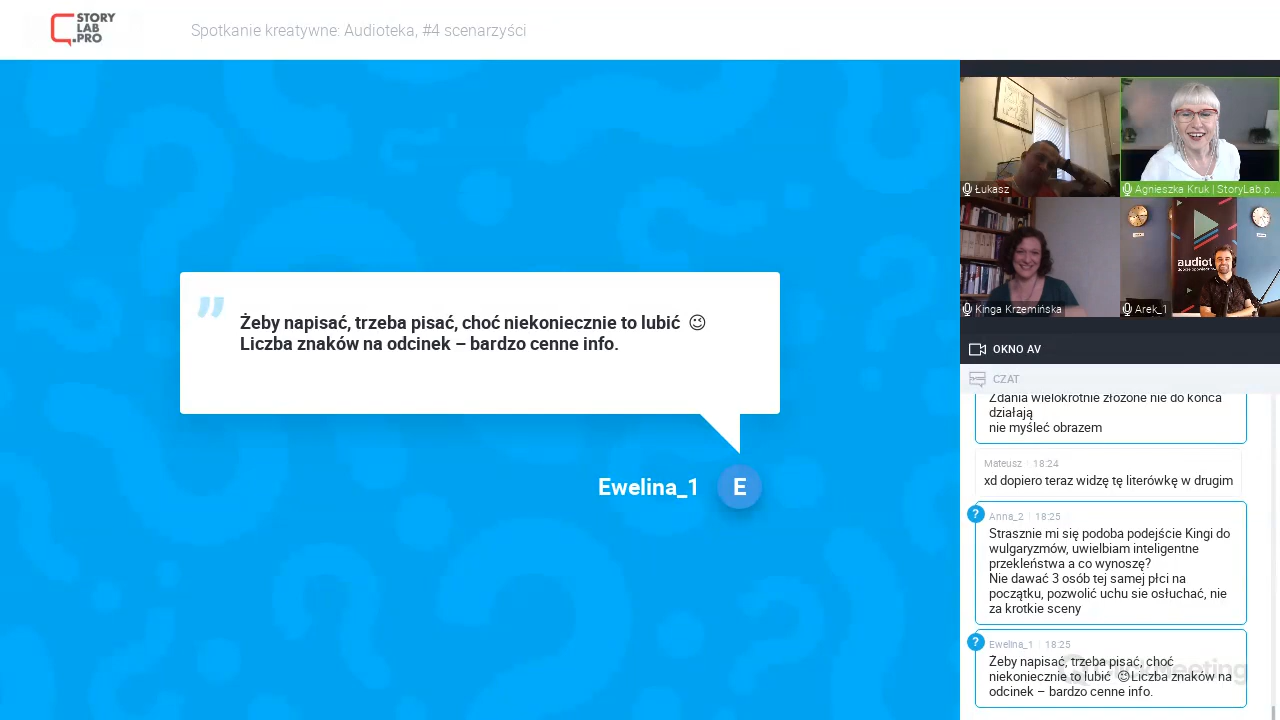 STORY
LAB
.PRO
Spotkanie kreatywne: Audioteka, #4 scenarzyści
Żeby napisać, trzeba pisać, choć niekoniecznie to lubić 😉
Liczba znaków na odcinek – bardzo cenne info.
Ewelina_1
E
Łukasz
Agnieszka Kruk | StoryLab.p...
Kinga Krzemińska
audiot
Arek_1
OKNO AV
CZAT
Zdania wielokrotnie złożone nie do końca
działają
nie myśleć obrazem
Mateusz 18:24
xd dopiero teraz widzę tę literówkę w drugim
?
Anna_2 18:25
Strasznie mi się podoba podejście Kingi do
wulgaryzmów, uwielbiam inteligentne
przekleństwa a co wynoszę?
Nie dawać 3 osób tej samej płci na
początku, pozwolić uchu sie osłuchać, nie
za krotkie sceny
?
Ewelina_1 18:25
Żeby napisać, trzeba pisać, choć
niekoniecznie to lubić 😉Liczba znaków na
odcinek – bardzo cenne info.